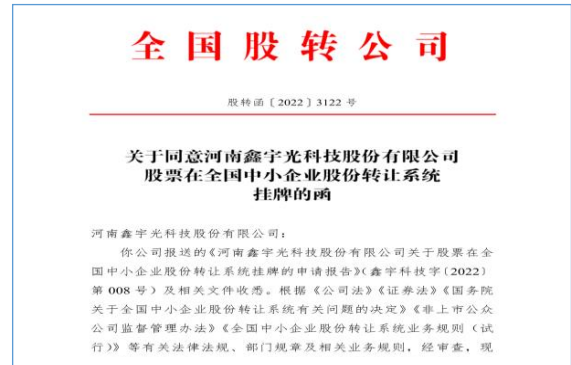 全国股转公司
股转函〔2022〕3122 号
关于同意河南鑫宇光科技股份有限公司
股票在全国中小企业股份转让系统
挂牌的函
河南鑫宇光科技股份有限公司：
你公司报送的《河南鑫宇光科技股份有限公司关于股票在全
国中小企业股份转让系统挂牌的申请报告》（鑫宇科技字〔2022〕
第 008 号）及相关文件收悉。根据《公司法》《证券法》《国务院
关于全国中小企业股份转让系统有关问题的决定》《非上市公众
公司监督管理办法》《全国中小企业股份转让系统业务规则（试
行）》等有关法律法规、部门规章及相关业务规则，经审查，现